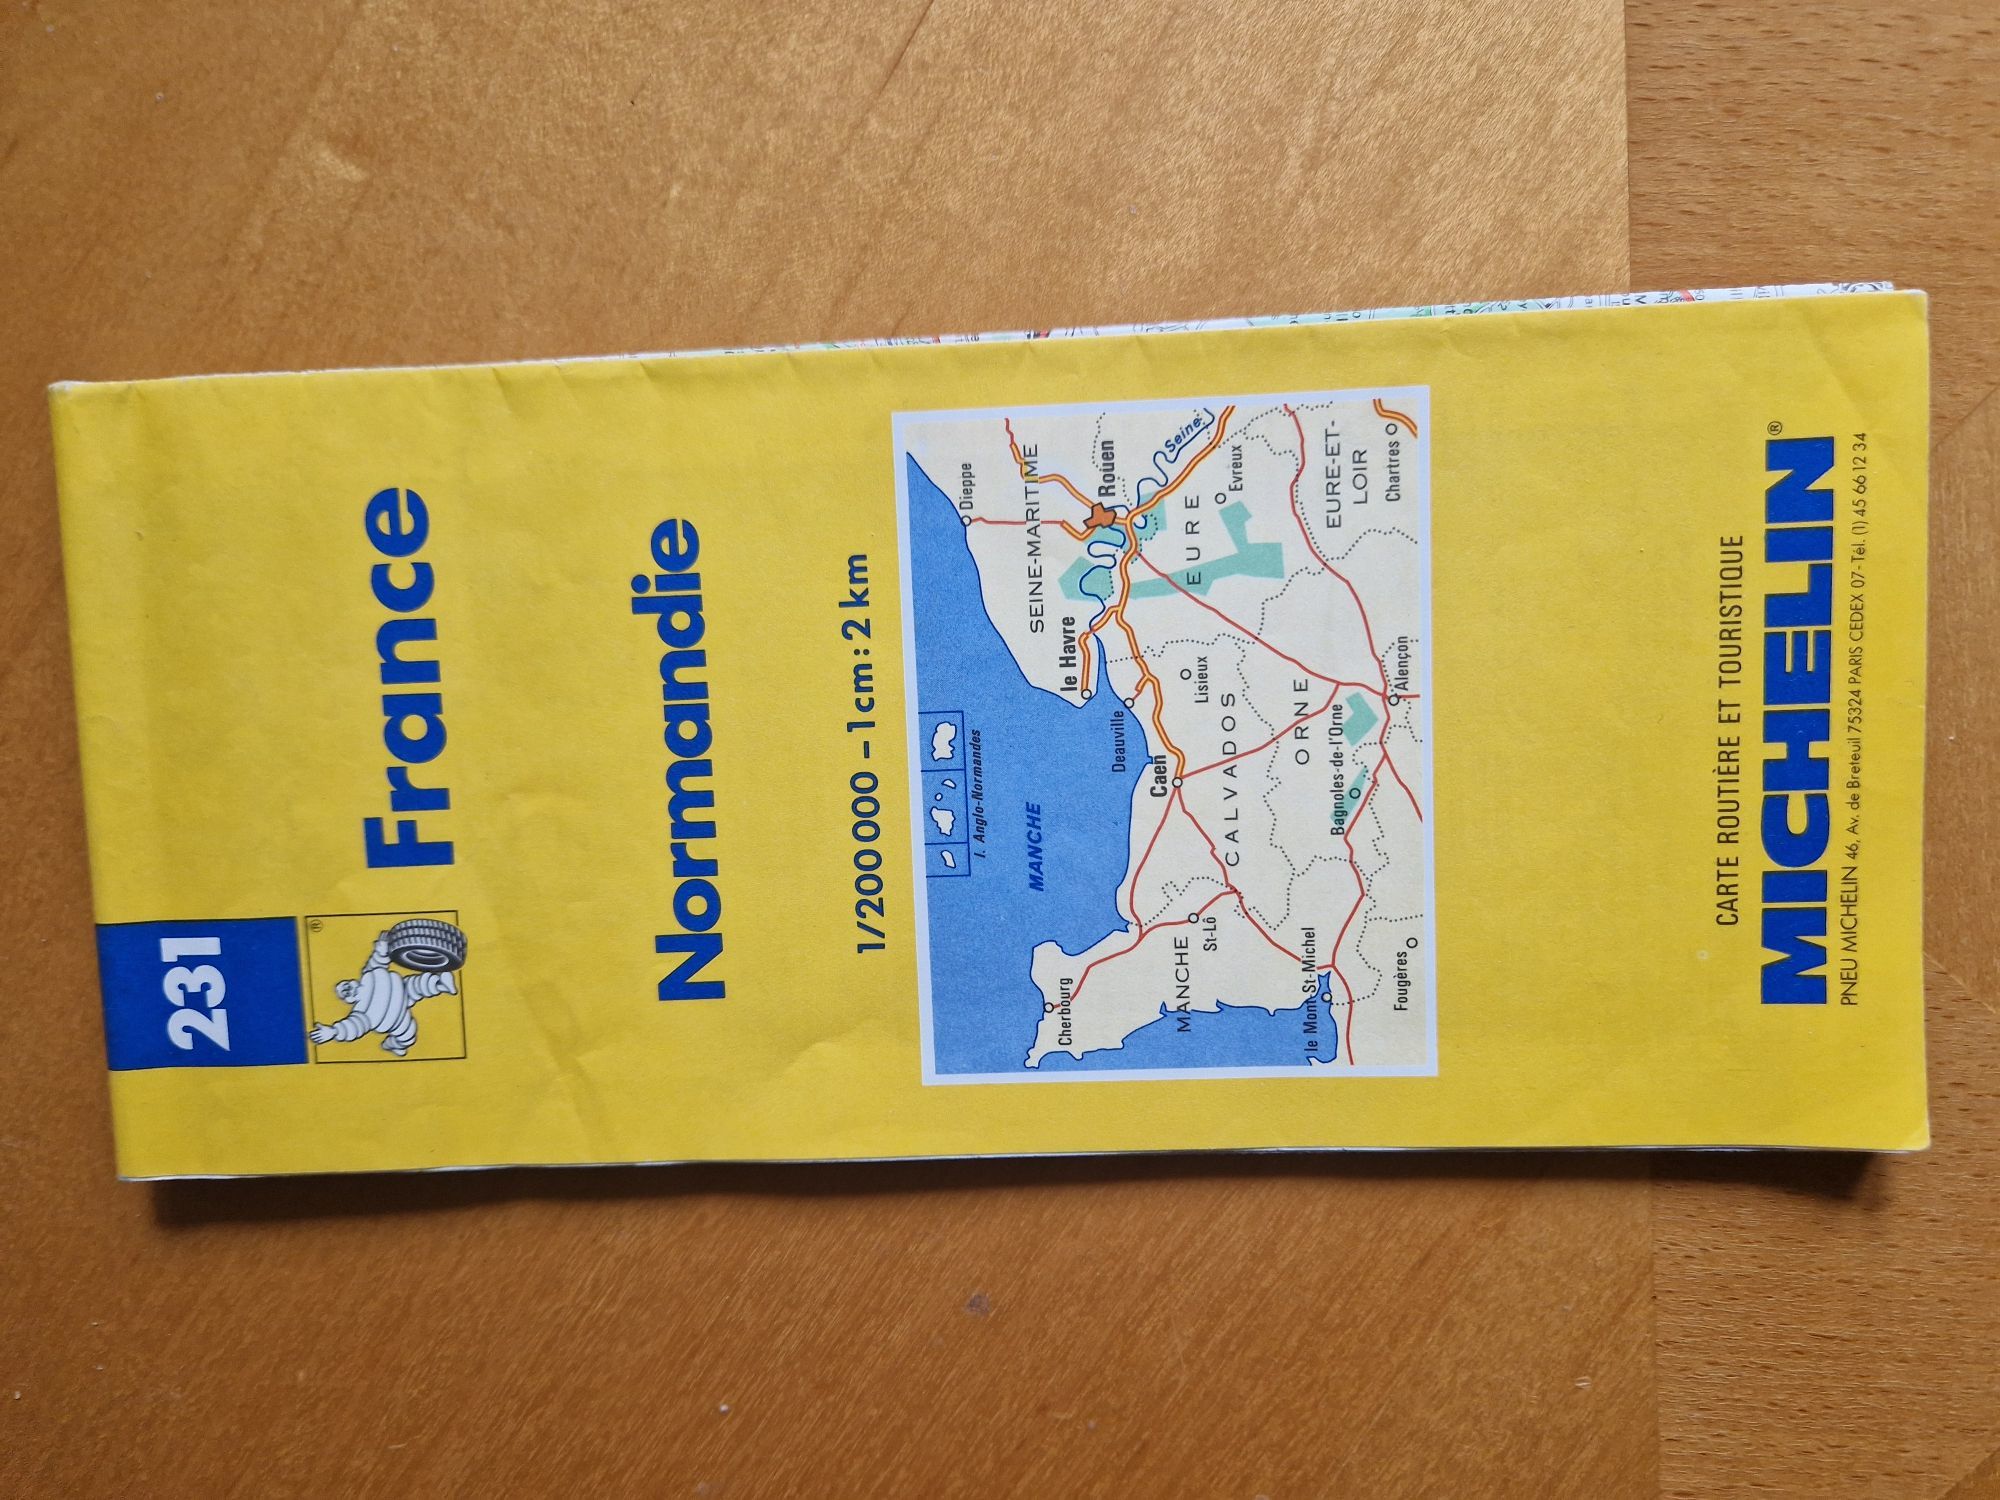 231
®
France
Normandie
1/200 000 – 1 cm : 2 km
I. Anglo-Normandes
MANCHE
Dieppe
SEINE-MARITIME
Rouen
Seine
le Havre
Cherbourg
Deauville
Caen
EURE
Evreux
Lisieux
MANCHE
St-Lô
CALVADOS
ORNE
EURE-ET-
LOIR
Chartres
le Mont-St-Michel
Bagnoles-de-l'Orne
Alençon
Fougères
CARTE ROUTIÈRE ET TOURISTIQUE
MICHELIN®
PNEU MICHELIN 46, Av. de Breteuil 75324 PARIS CEDEX 07 - Tél. (1) 45 66 12 34